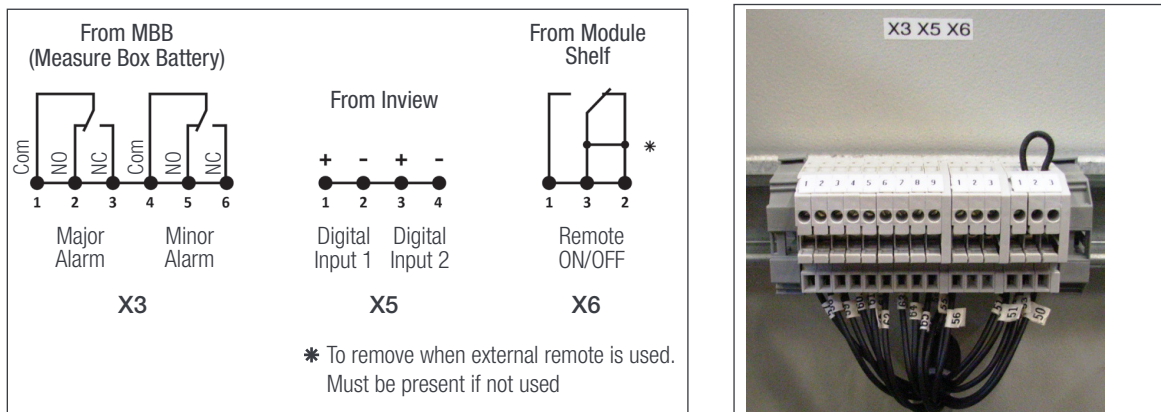 From MBB
(Measure Box Battery)
Com NO NC Com NO NC
1 2 3 4 5 6
Major Alarm
Minor Alarm
X3
From Inview
+ - + -
1 2 3 4
Digital Input 1
Digital Input 2
X5
From Module
Shelf
*
1 3 2
Remote
ON/OFF
X6
* To remove when external remote is used.
Must be present if not used
X3 X5 X6
1 2 3 4 5 6 7 8 9 1 2 3 1 2 3
56 51 50